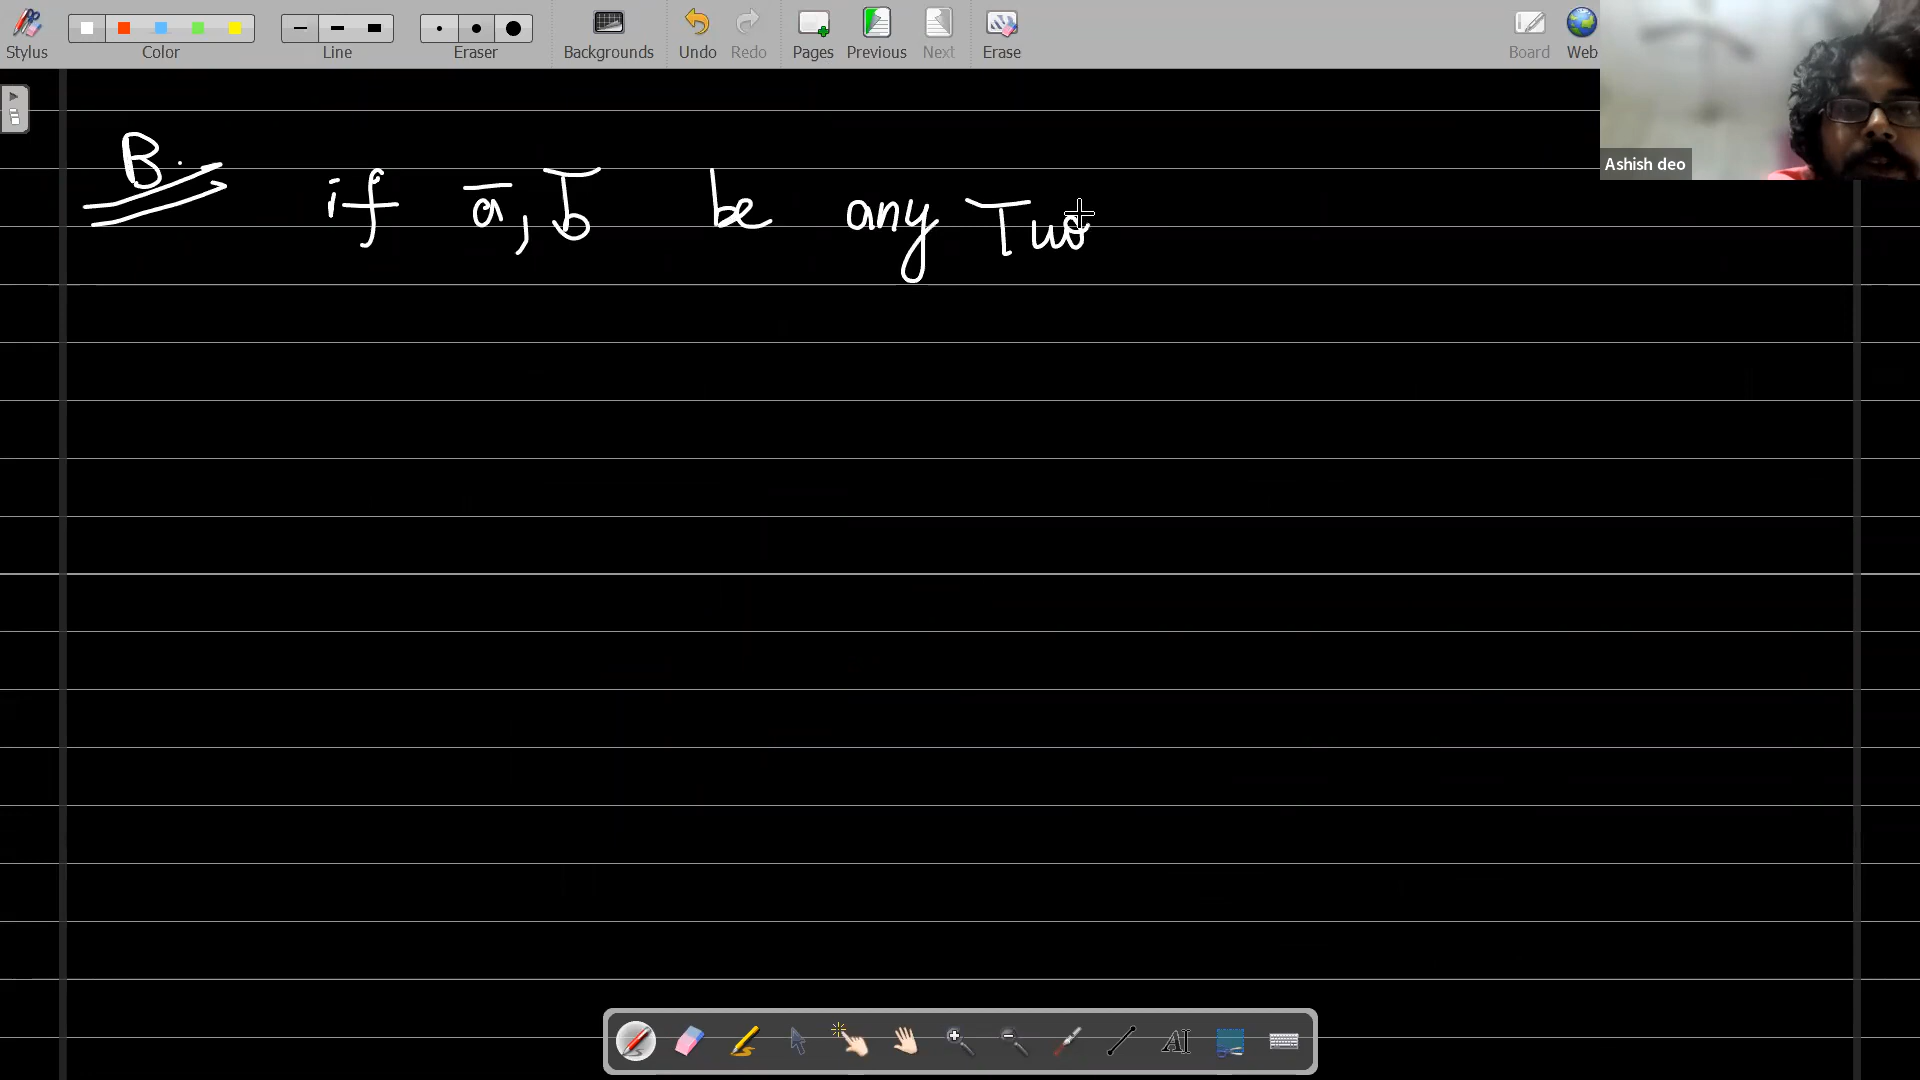 Stylus Color Line Eraser Backgrounds Undo Redo Pages Previous Next Erase Board Web
Ashish deo
B. if a̅, b̅ be any Two